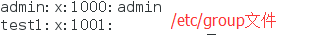 admin:x:1000:admin
test1:x:1001:
/etc/group文件